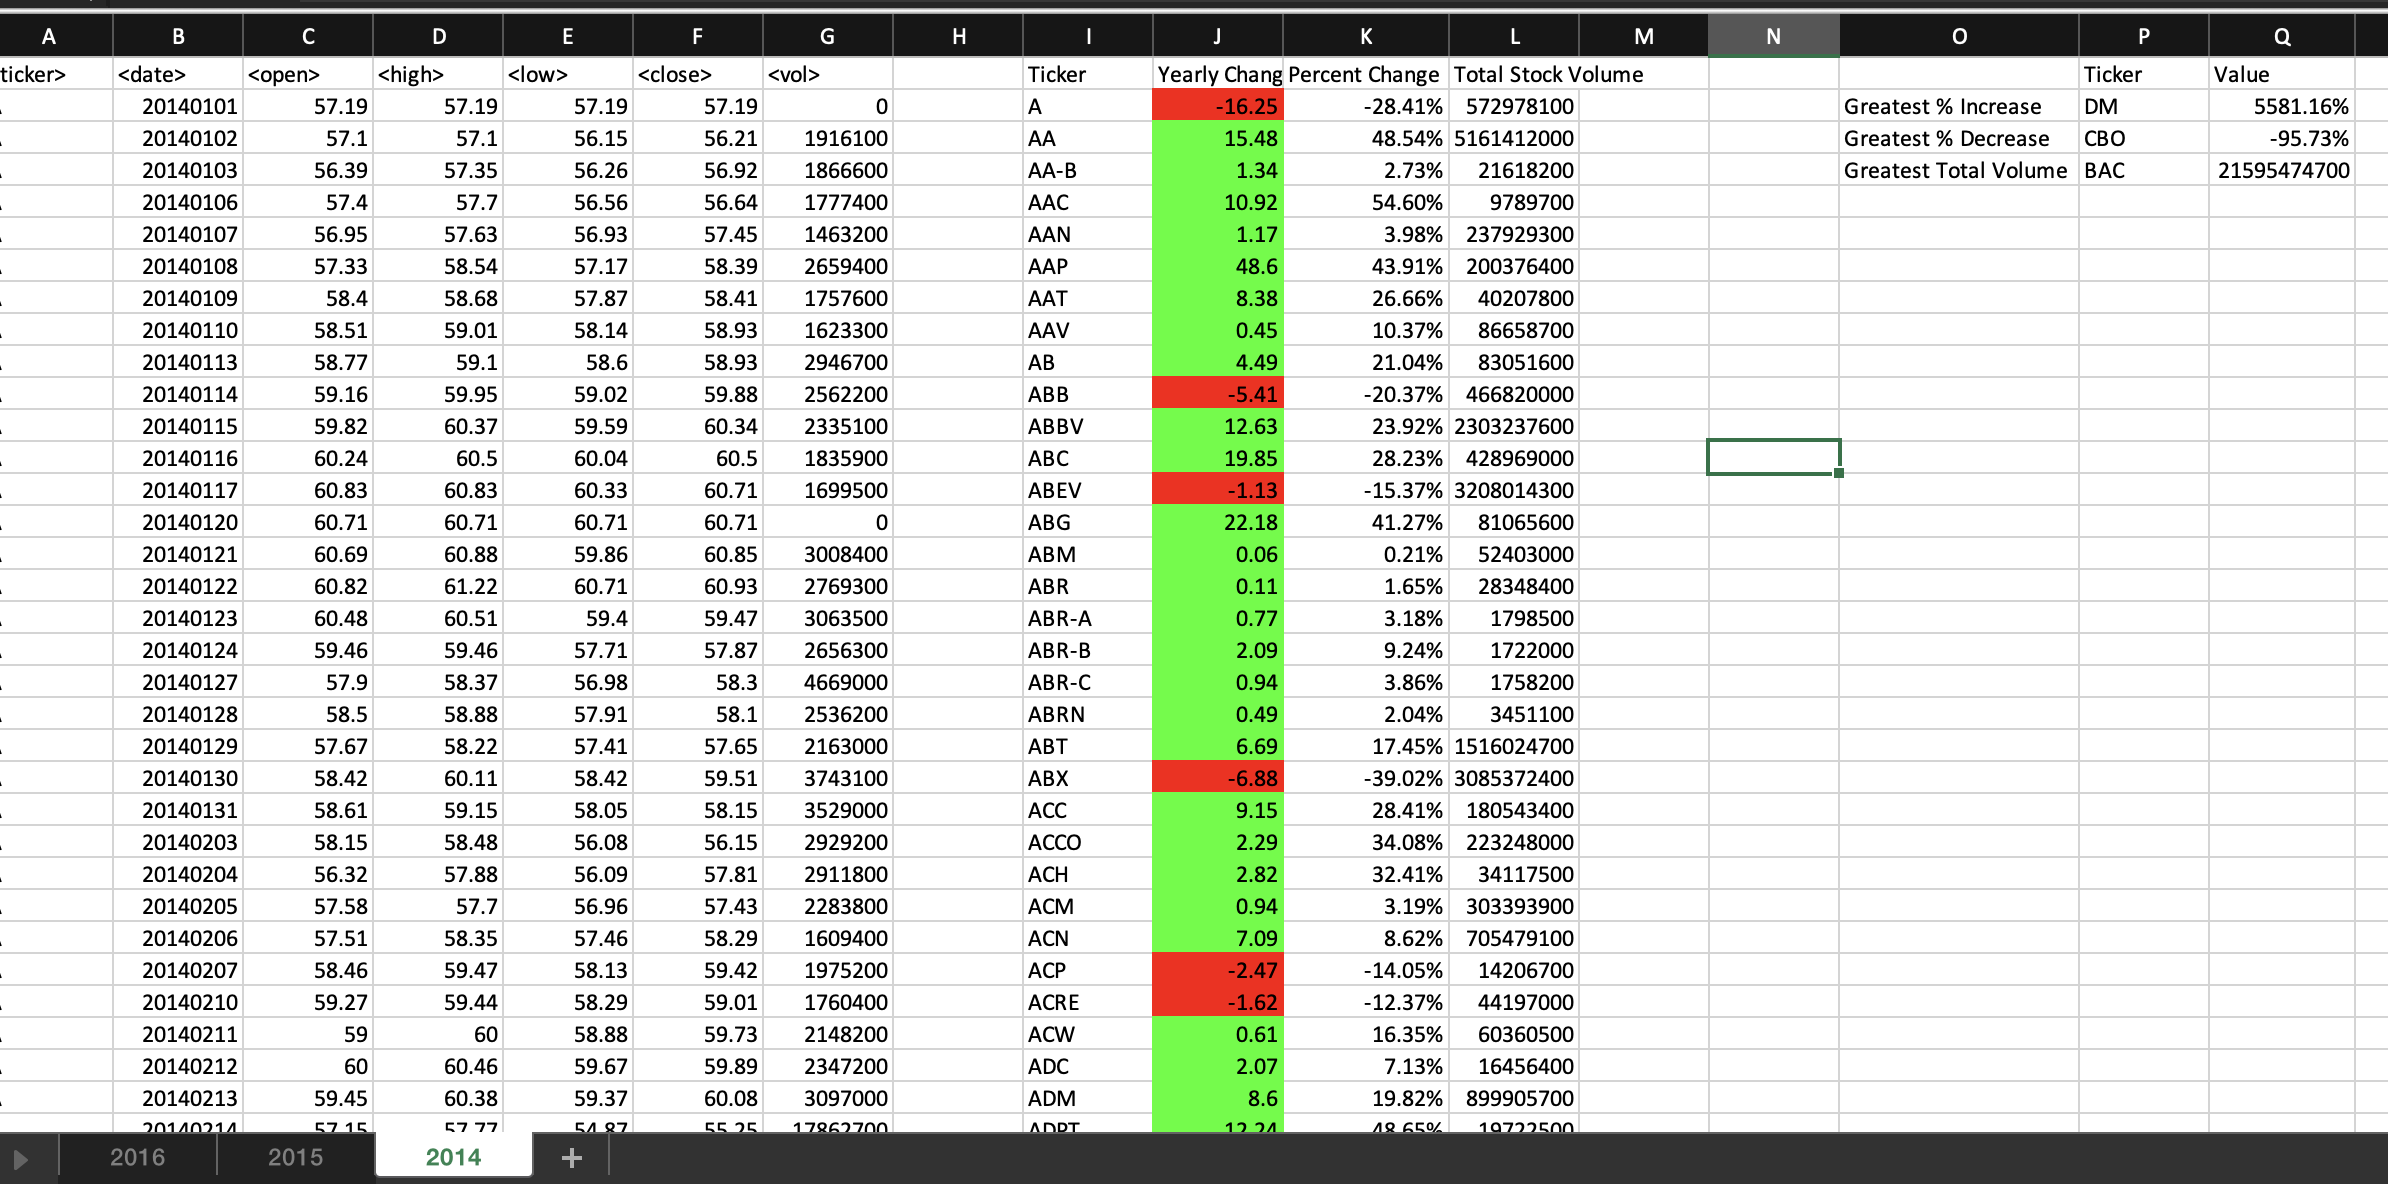 A B C D E F G H I J K L M N O P Q
ticker> <date> <open> <high> <low> <close> <vol> Ticker Yearly Chang Percent Change Total Stock Volume Ticker Value
20140101 57.19 57.19 57.19 57.19 0 A -16.25 -28.41% 572978100 Greatest % Increase DM 5581.16%
20140102 57.1 57.1 56.15 56.21 1916100 AA 15.48 48.54% 5161412000 Greatest % Decrease CBO -95.73%
20140103 56.39 57.35 56.26 56.92 1866600 AA-B 1.34 2.73% 21618200 Greatest Total Volume BAC 21595474700
20140106 57.4 57.7 56.56 56.64 1777400 AAC 10.92 54.60% 9789700
20140107 56.95 57.63 56.93 57.45 1463200 AAN 1.17 3.98% 237929300
20140108 57.33 58.54 57.17 58.39 2659400 AAP 48.6 43.91% 200376400
20140109 58.4 58.68 57.87 58.41 1757600 AAT 8.38 26.66% 40207800
20140110 58.51 59.01 58.14 58.93 1623300 AAV 0.45 10.37% 86658700
20140113 58.77 59.1 58.6 58.93 2946700 AB 4.49 21.04% 83051600
20140114 59.16 59.95 59.02 59.88 2562200 ABB -5.41 -20.37% 466820000
20140115 59.82 60.37 59.59 60.34 2335100 ABBV 12.63 23.92% 2303237600
20140116 60.24 60.5 60.04 60.5 1835900 ABC 19.85 28.23% 428969000
20140117 60.83 60.83 60.33 60.71 1699500 ABEV -1.13 -15.37% 3208014300
20140120 60.71 60.71 60.71 60.71 0 ABG 22.18 41.27% 81065600
20140121 60.69 60.88 59.86 60.85 3008400 ABM 0.06 0.21% 52403000
20140122 60.82 61.22 60.71 60.93 2769300 ABR 0.11 1.65% 28348400
20140123 60.48 60.51 59.4 59.47 3063500 ABR-A 0.77 3.18% 1798500
20140124 59.46 59.46 57.71 57.87 2656300 ABR-B 2.09 9.24% 1722000
20140127 57.9 58.37 56.98 58.3 4669000 ABR-C 0.94 3.86% 1758200
20140128 58.5 58.88 57.91 58.1 2536200 ABRN 0.49 2.04% 3451100
20140129 57.67 58.22 57.41 57.65 2163000 ABT 6.69 17.45% 1516024700
20140130 58.42 60.11 58.42 59.51 3743100 ABX -6.88 -39.02% 3085372400
20140131 58.61 59.15 58.05 58.15 3529000 ACC 9.15 28.41% 180543400
20140203 58.15 58.48 56.08 56.15 2929200 ACCO 2.29 34.08% 223248000
20140204 56.32 57.88 56.09 57.81 2911800 ACH 2.82 32.41% 34117500
20140205 57.58 57.7 56.96 57.43 2283800 ACM 0.94 3.19% 303393900
20140206 57.51 58.35 57.46 58.29 1609400 ACN 7.09 8.62% 705479100
20140207 58.46 59.47 58.13 59.42 1975200 ACP -2.47 -14.05% 14206700
20140210 59.27 59.44 58.29 59.01 1760400 ACRE -1.62 -12.37% 44197000
20140211 59 60 58.88 59.73 2148200 ACW 0.61 16.35% 60360500
20140212 60 60.46 59.67 59.89 2347200 ADC 2.07 7.13% 16456400
20140213 59.45 60.38 59.37 60.08 3097000 ADM 8.6 19.82% 899905700
20140214 57.15 57.77 54.87 55.25 17862700 ADPT 12.24 48.65% 19722500
2016 2015 2014 +